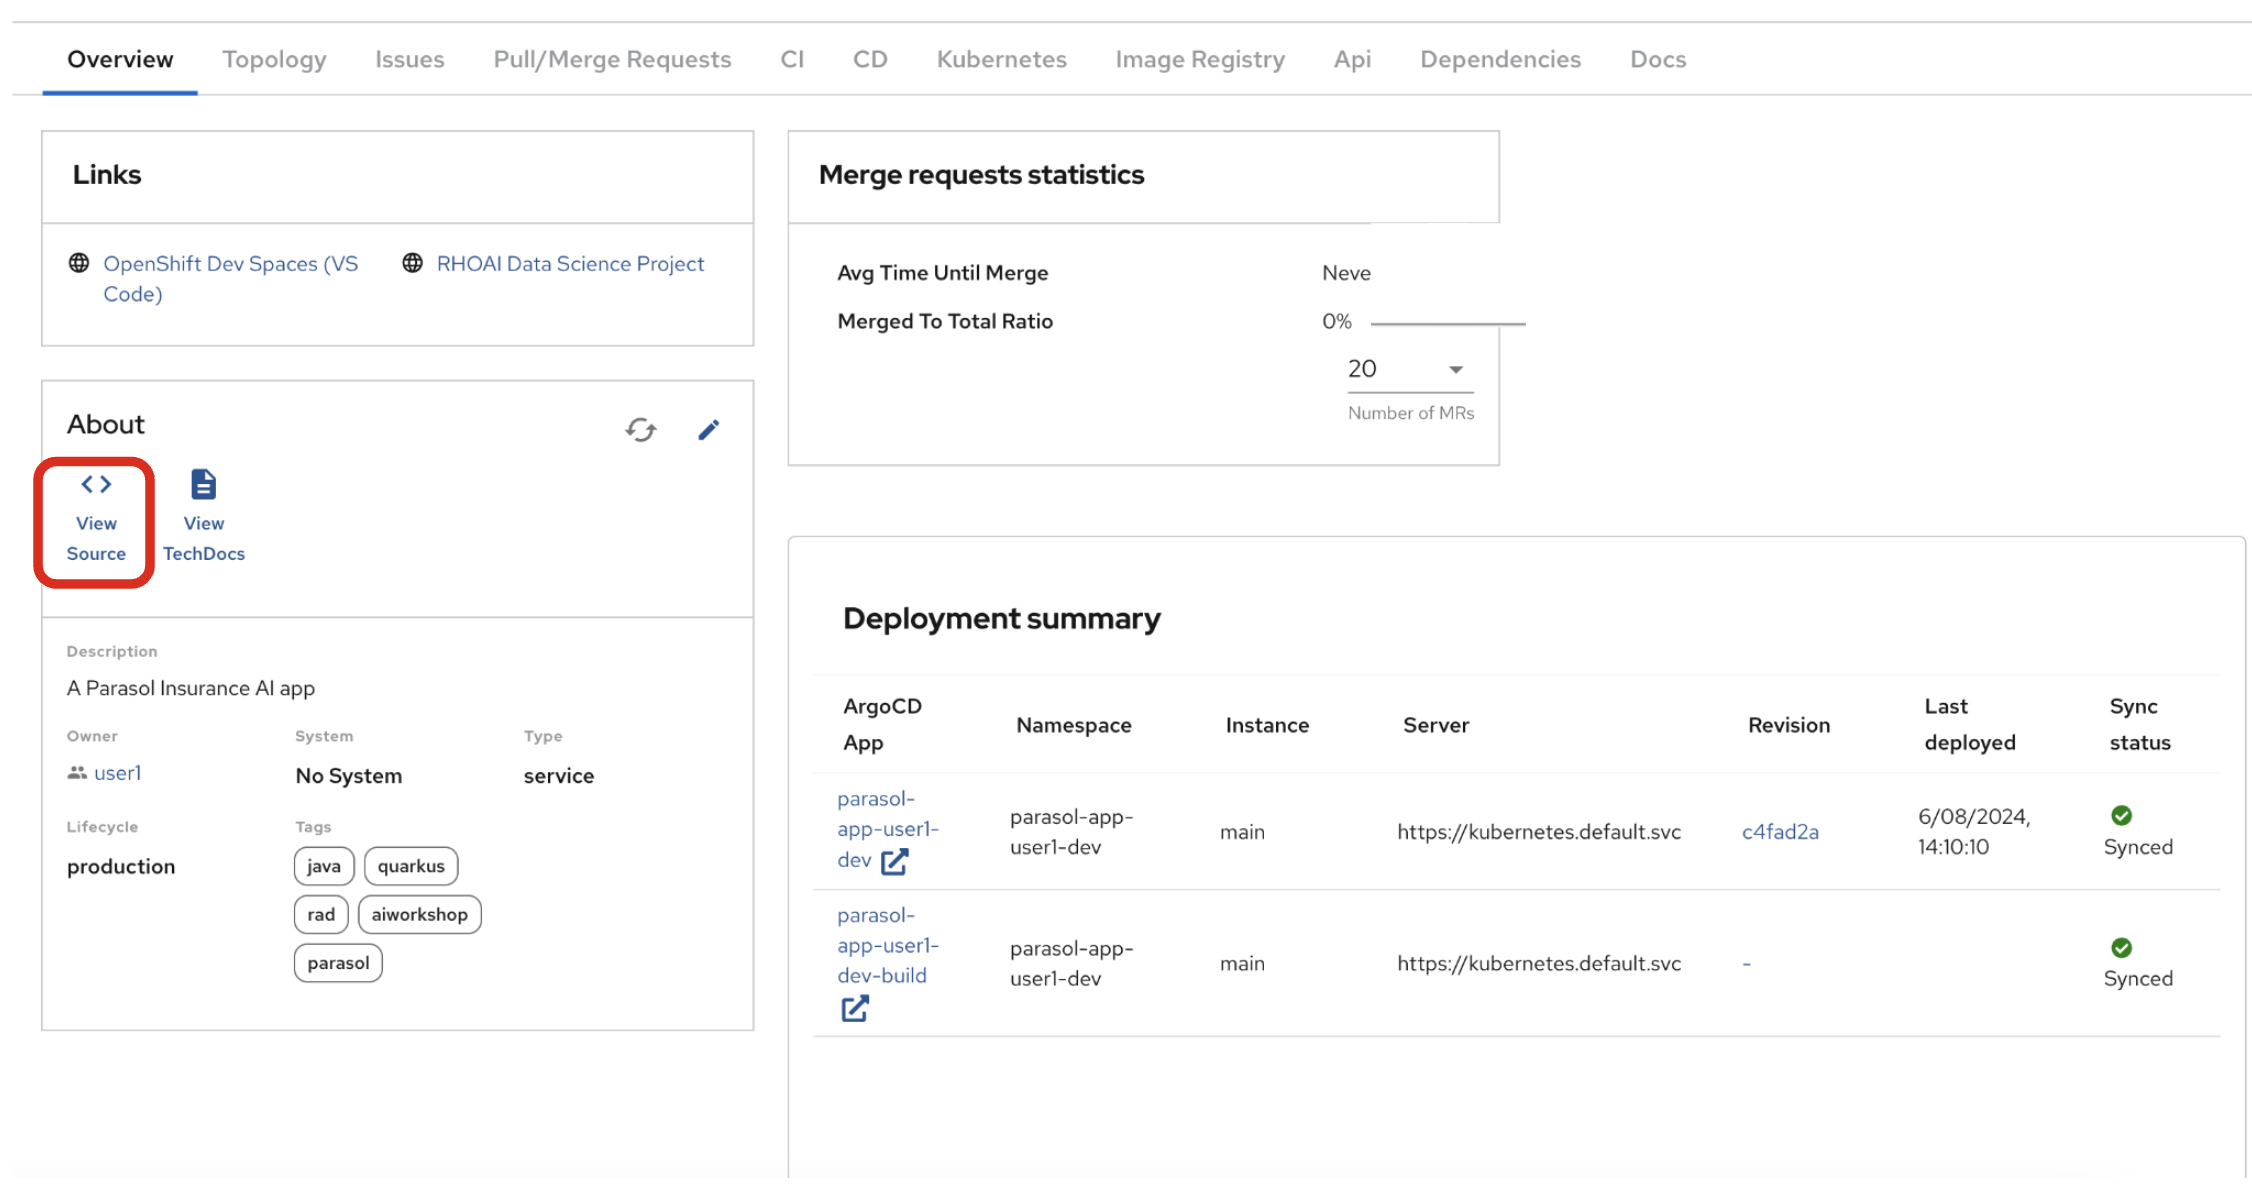 Overview Topology Issues Pull/Merge Requests CI CD Kubernetes Image Registry Api Dependencies Docs
Links
OpenShift Dev Spaces (VS
Code)
RHOAI Data Science Project
About
View
Source
View
TechDocs
Description
A Parasol Insurance AI app
Owner
user1
System
No System
Type
service
Lifecycle
production
Tags
java quarkus
rad aiworkshop
parasol
Merge requests statistics
Avg Time Until Merge Neve
Merged To Total Ratio 0%
20
Number of MRs
Deployment summary
ArgoCD
App
Namespace
Instance
Server
Revision
Last
deployed
Sync
status
parasol-
app-user1-
dev
parasol-app-
user1-dev
main
https://kubernetes.default.svc
c4fad2a
6/08/2024,
14:10:10
Synced
parasol-
app-user1-
dev-build
parasol-app-
user1-dev
main
https://kubernetes.default.svc
-
Synced